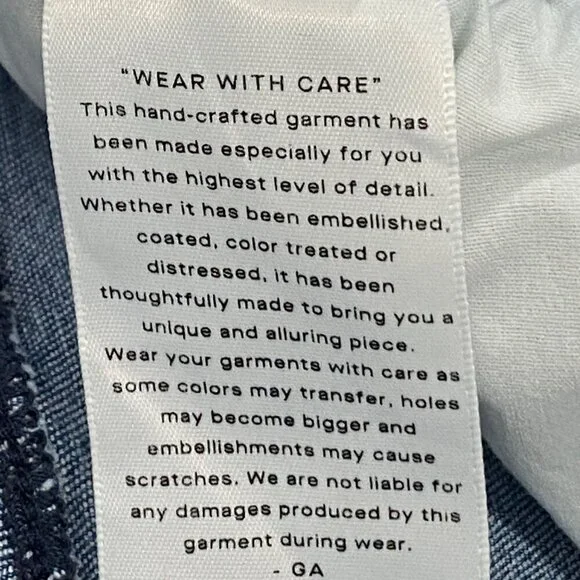 "WEAR WITH CARE"
This hand-crafted garment has
been made especially for you
with the highest level of detail.
Whether it has been embellished,
coated, color treated or
distressed, it has been
thoughtfully made to bring you a
unique and alluring piece.
Wear your garments with care as
some colors may transfer, holes
may become bigger and
embellishments may cause
scratches. We are not liable for
any damages produced by this
garment during wear.
- GA